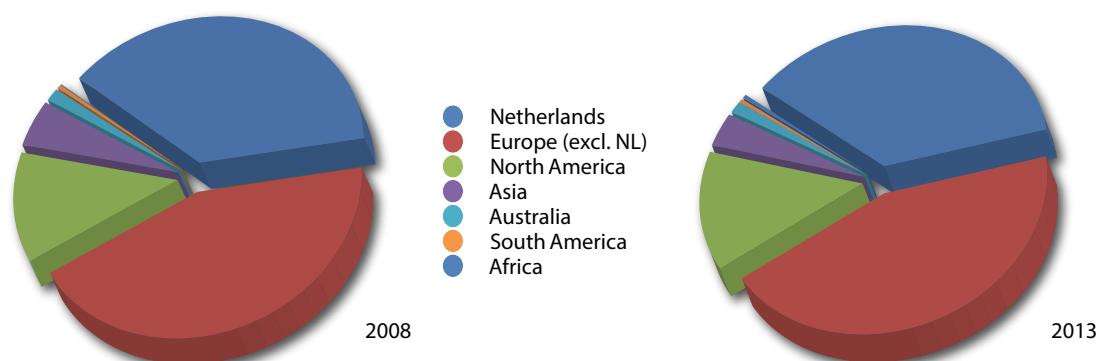 Netherlands
Europe (excl. NL)
North America
Asia
Australia
South America
Africa
2008
2013